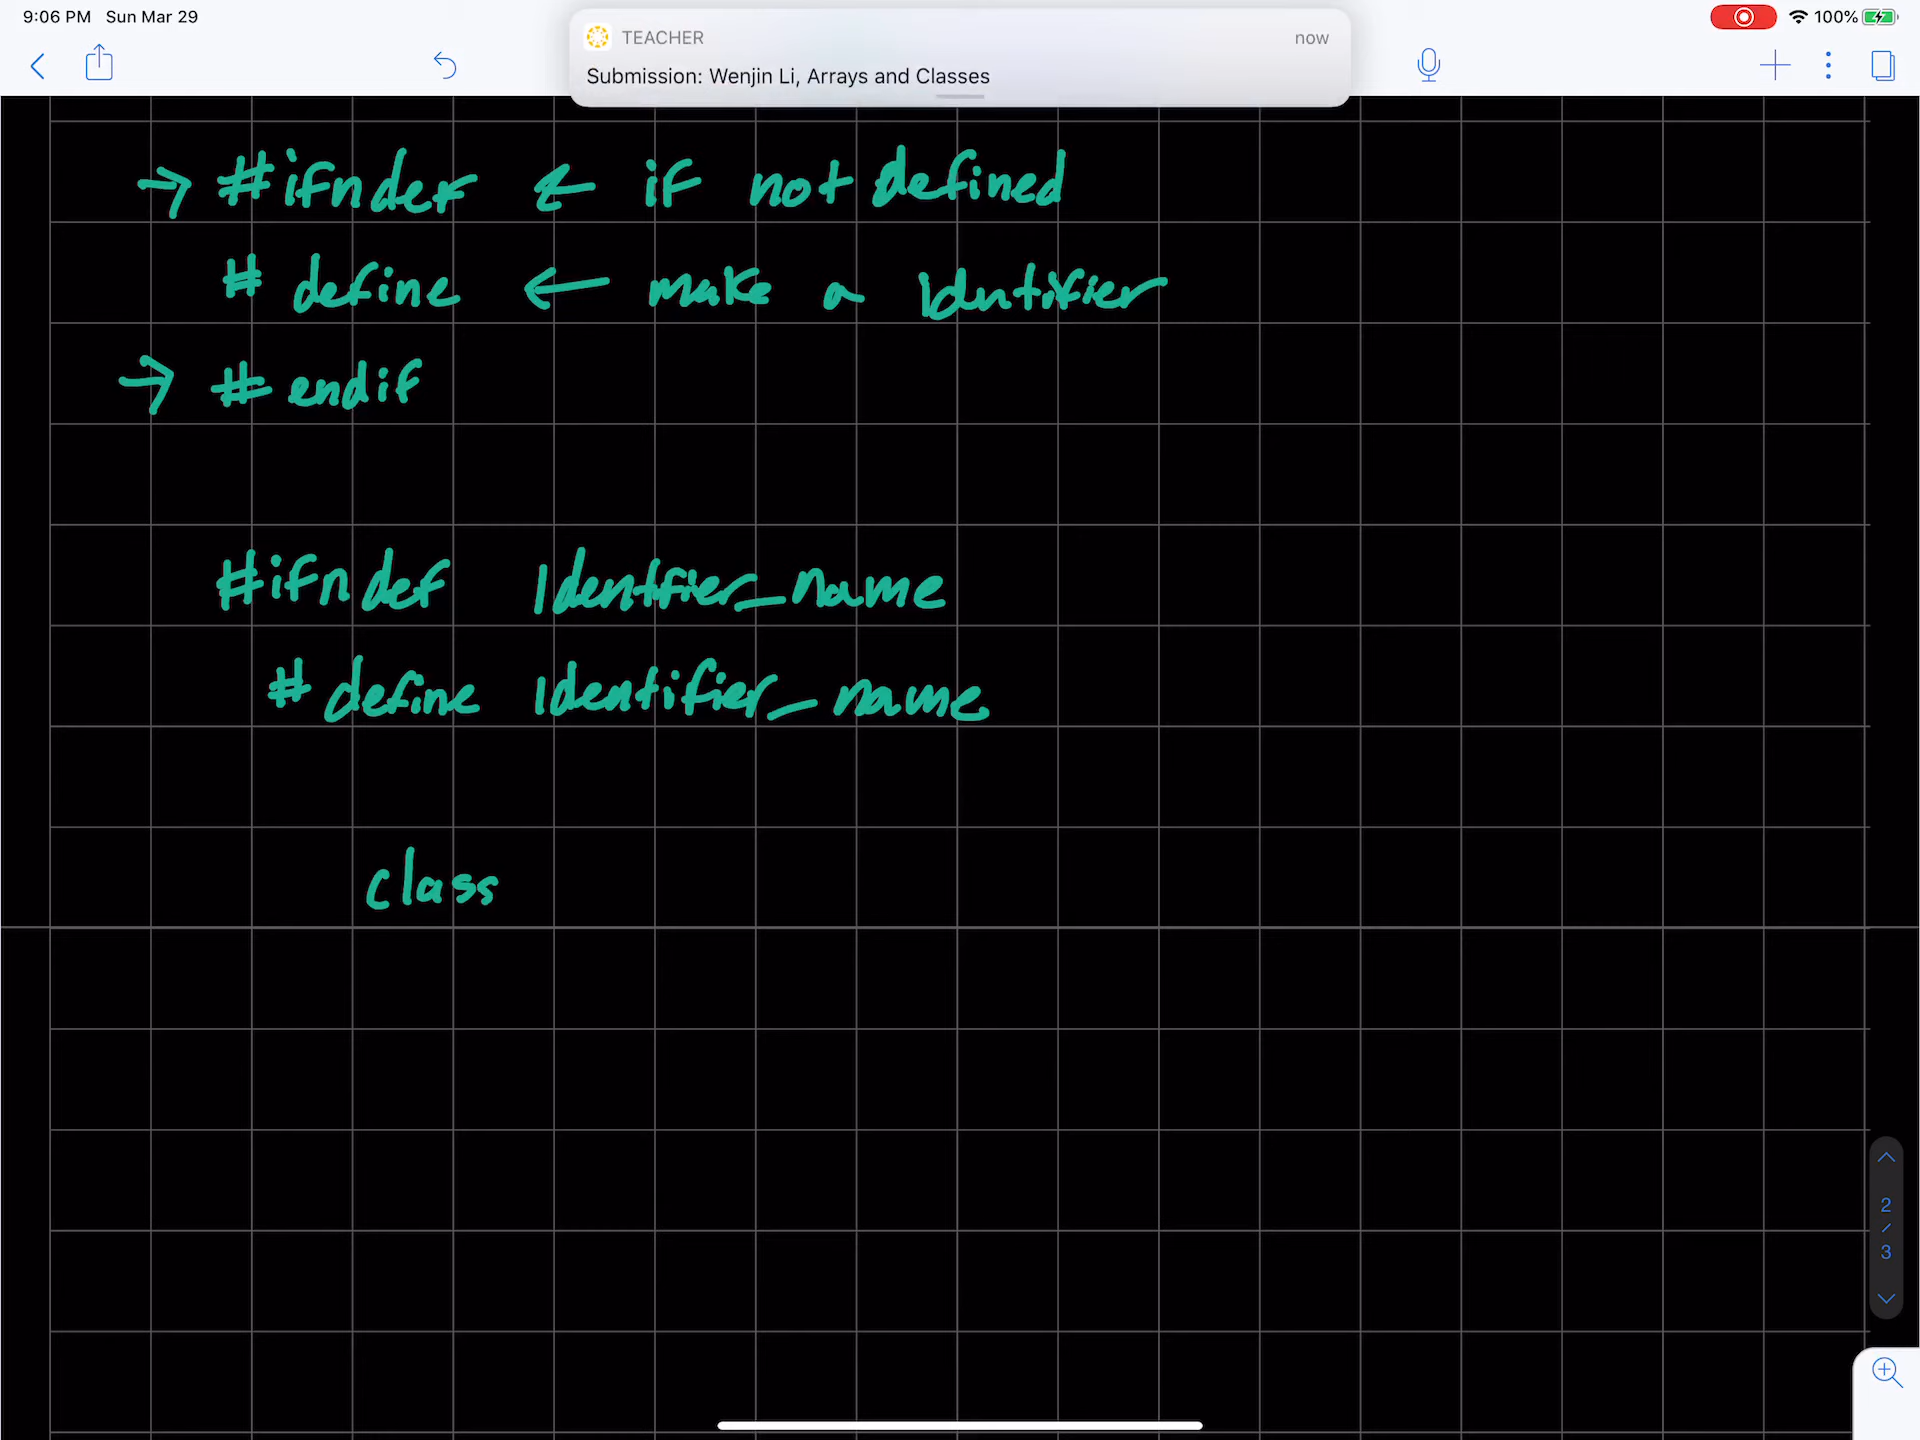 9:06 PM Sun Mar 29
100%
TEACHER
now
Submission: Wenjin Li, Arrays and Classes
→ #ifndef ← if not defined
# define ← make a identifier
→ # endif
#ifndef Identifier_name
# define Identifier_name
class
2
/
3